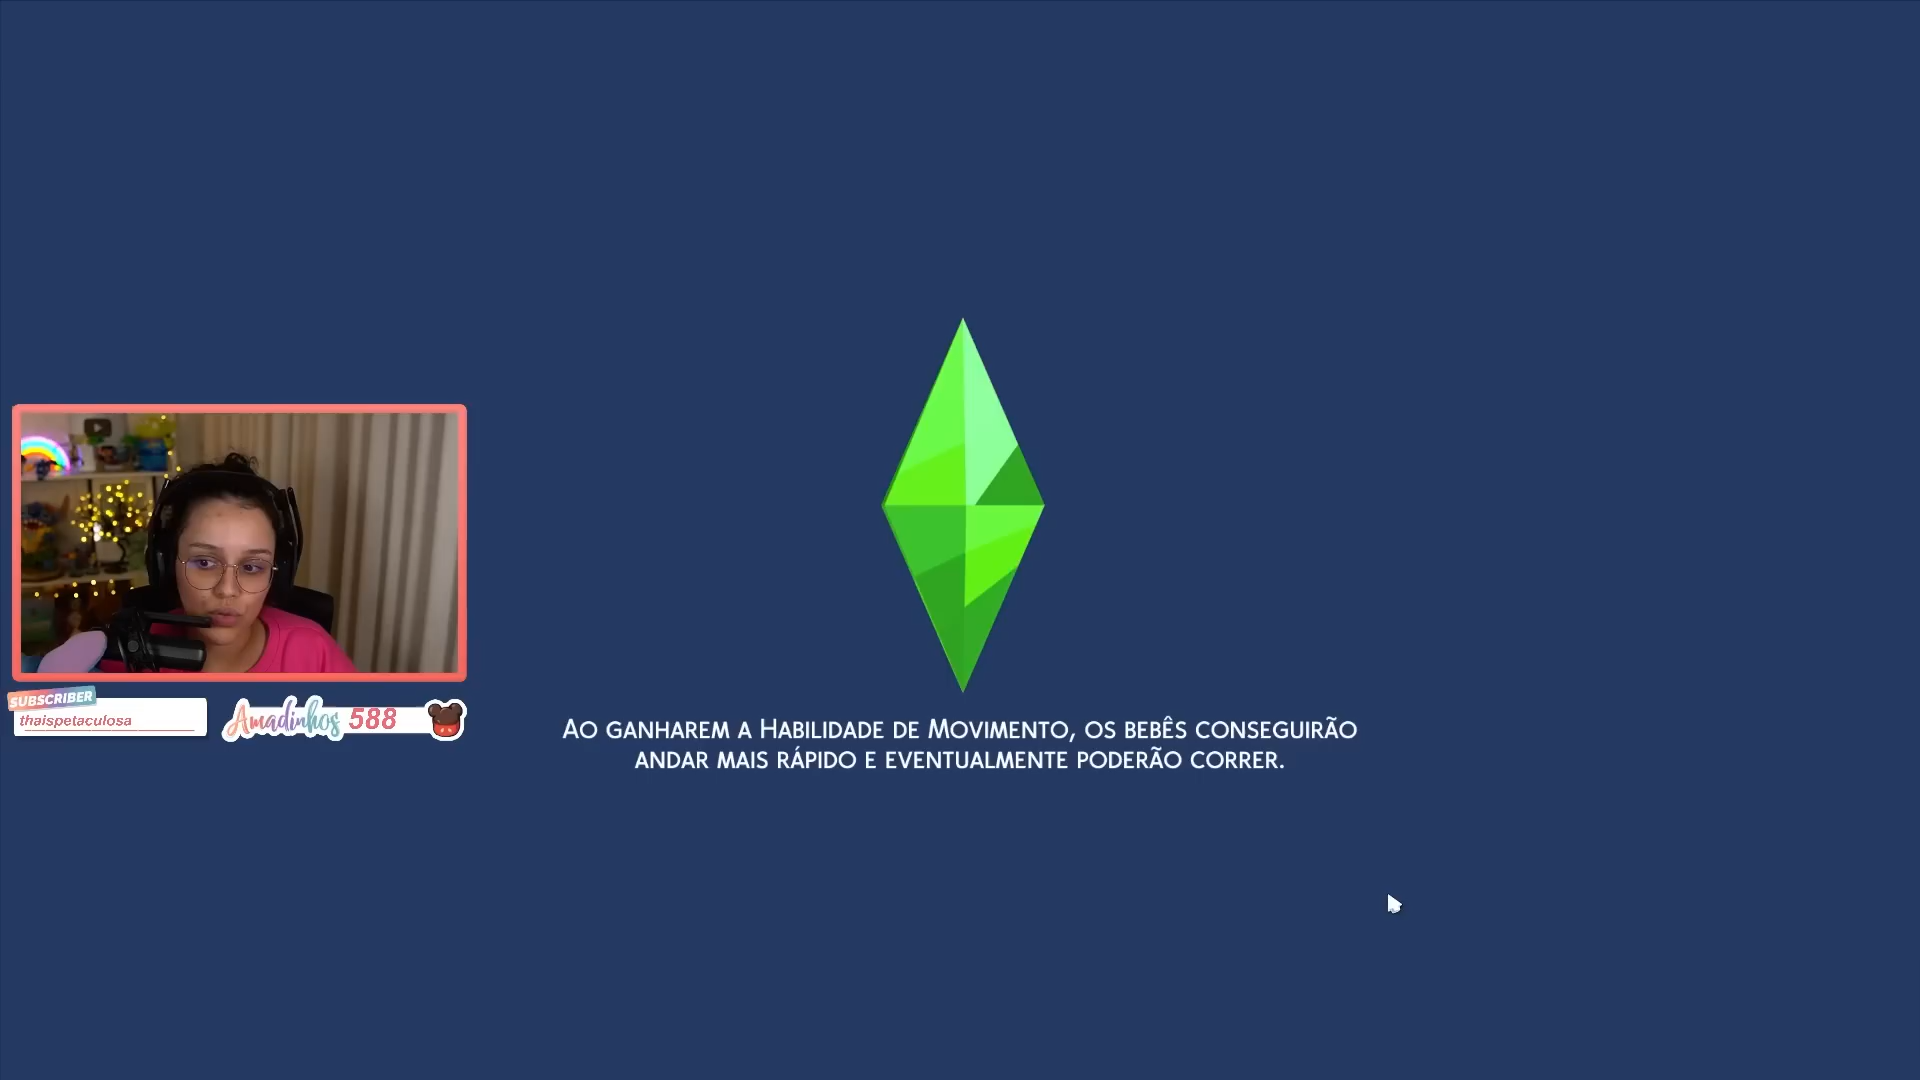 SUBSCRIBER
thaispetaculosa
Amadinhos 588
AO GANHAREM A HABILIDADE DE MOVIMENTO, OS BEBÊS CONSEGUIRÃO
ANDAR MAIS RÁPIDO E EVENTUALMENTE PODERÃO CORRER.